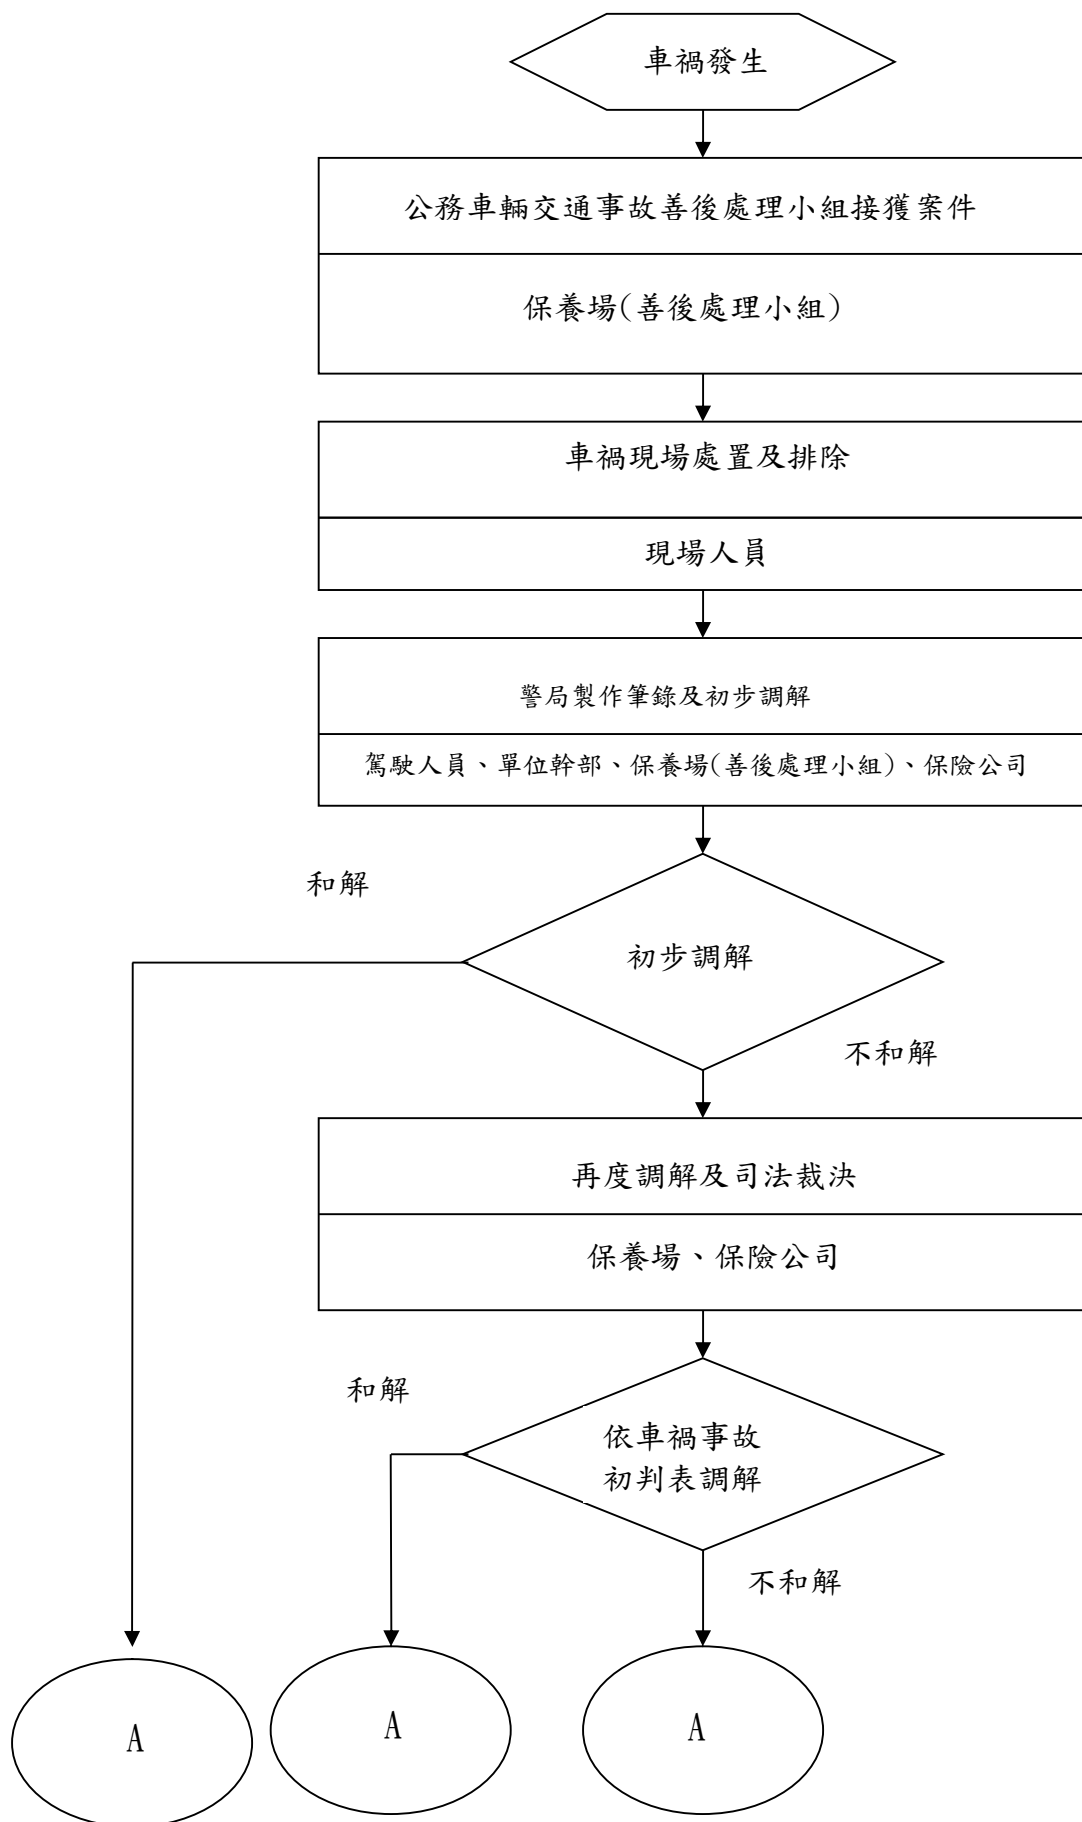 車禍發生
公務車輛交通事故善後處理小組接獲案件
保養場(善後處理小組)
車禍現場處置及排除
現場人員
警局製作筆錄及初步調解
駕駛人員、單位幹部、保養場(善後處理小組)、保險公司
和解
初步調解
不和解
再度調解及司法裁決
保養場、保險公司
和解
依車禍事故
初判表調解
不和解
A
A
A